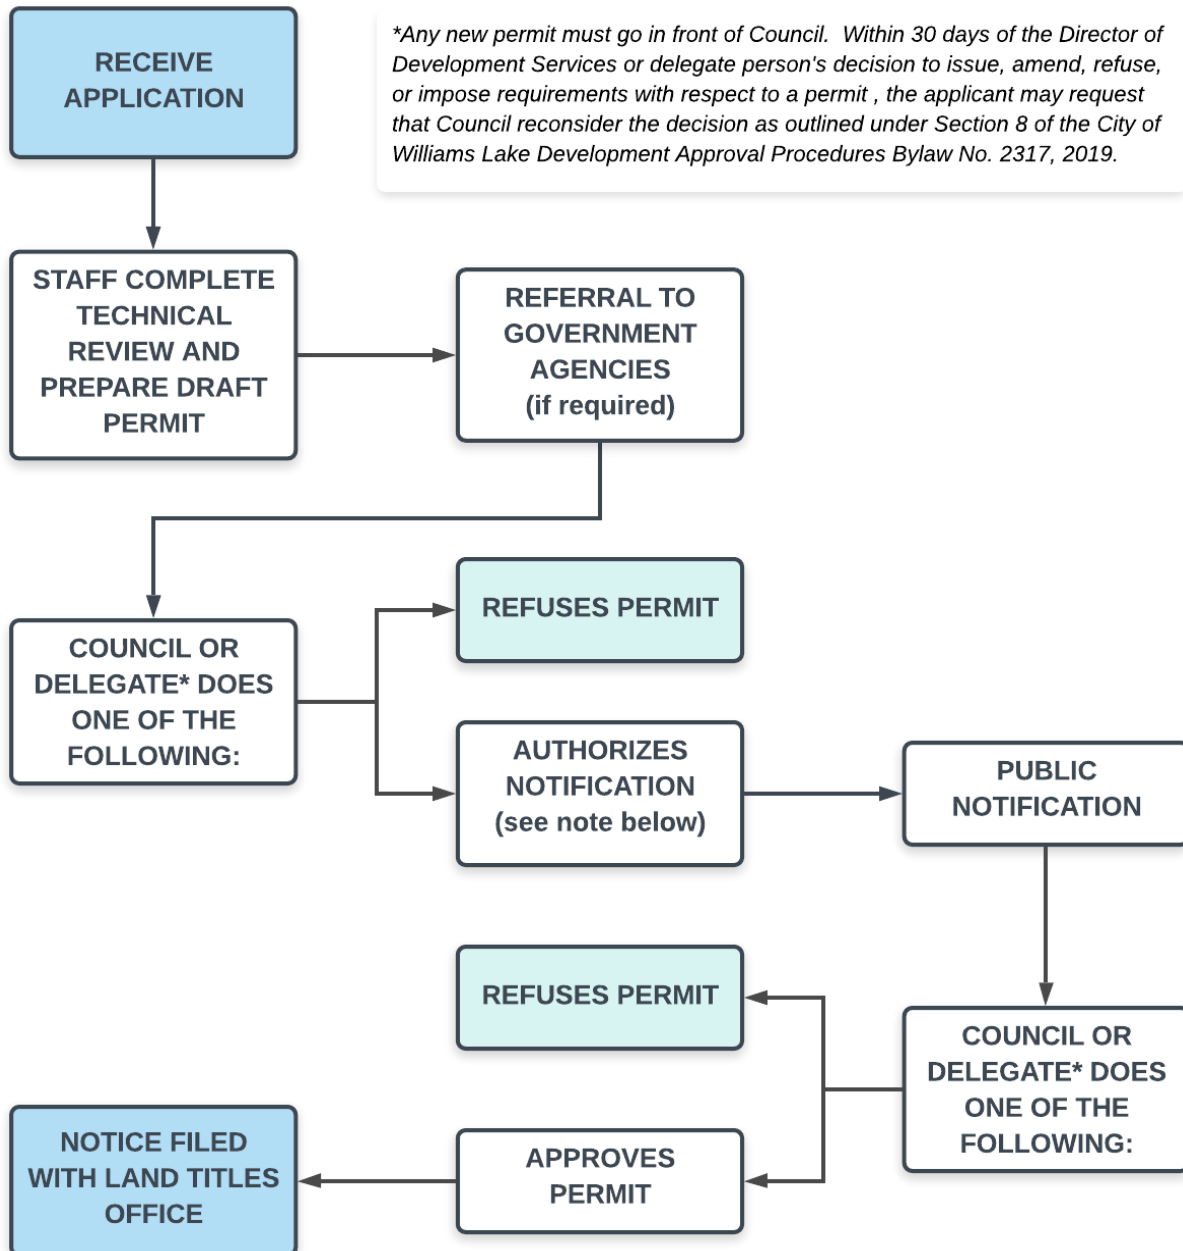 RECEIVE
APPLICATION
*Any new permit must go in front of Council.  Within 30 days of the Director of
Development Services or delegate person's decision to issue, amend, refuse,
or impose requirements with respect to a permit , the applicant may request
that Council reconsider the decision as outlined under Section 8 of the City of
Williams Lake Development Approval Procedures Bylaw No. 2317, 2019.
STAFF COMPLETE
TECHNICAL
REVIEW AND
PREPARE DRAFT
PERMIT
REFERRAL TO
GOVERNMENT
AGENCIES
(if required)
COUNCIL OR
DELEGATE* DOES
ONE OF THE
FOLLOWING:
REFUSES PERMIT
AUTHORIZES
NOTIFICATION
(see note below)
PUBLIC
NOTIFICATION
COUNCIL OR
DELEGATE* DOES
ONE OF THE
FOLLOWING:
REFUSES PERMIT
APPROVES
PERMIT
NOTICE FILED
WITH LAND TITLES
OFFICE